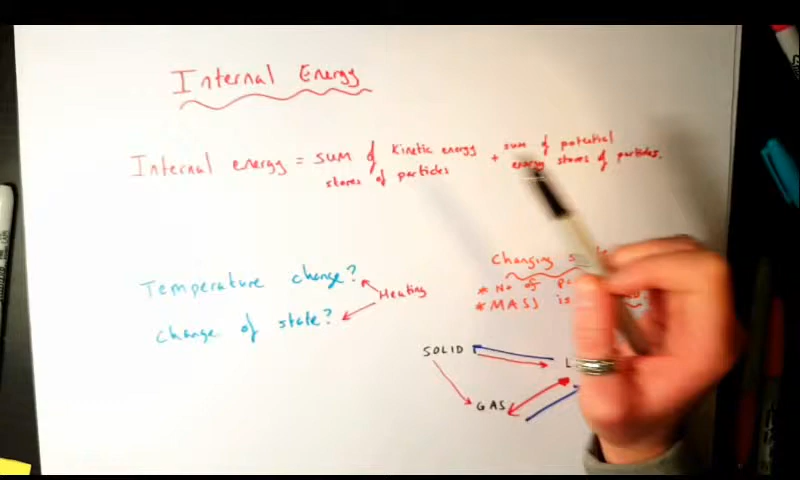 Internal Energy
Internal energy = sum of kinetic energy stores of particles + sum of potential energy stores of particles.
Temperature change?
Heating
change of state?
Changing
* No of
* MASS is
SOLID
GAS